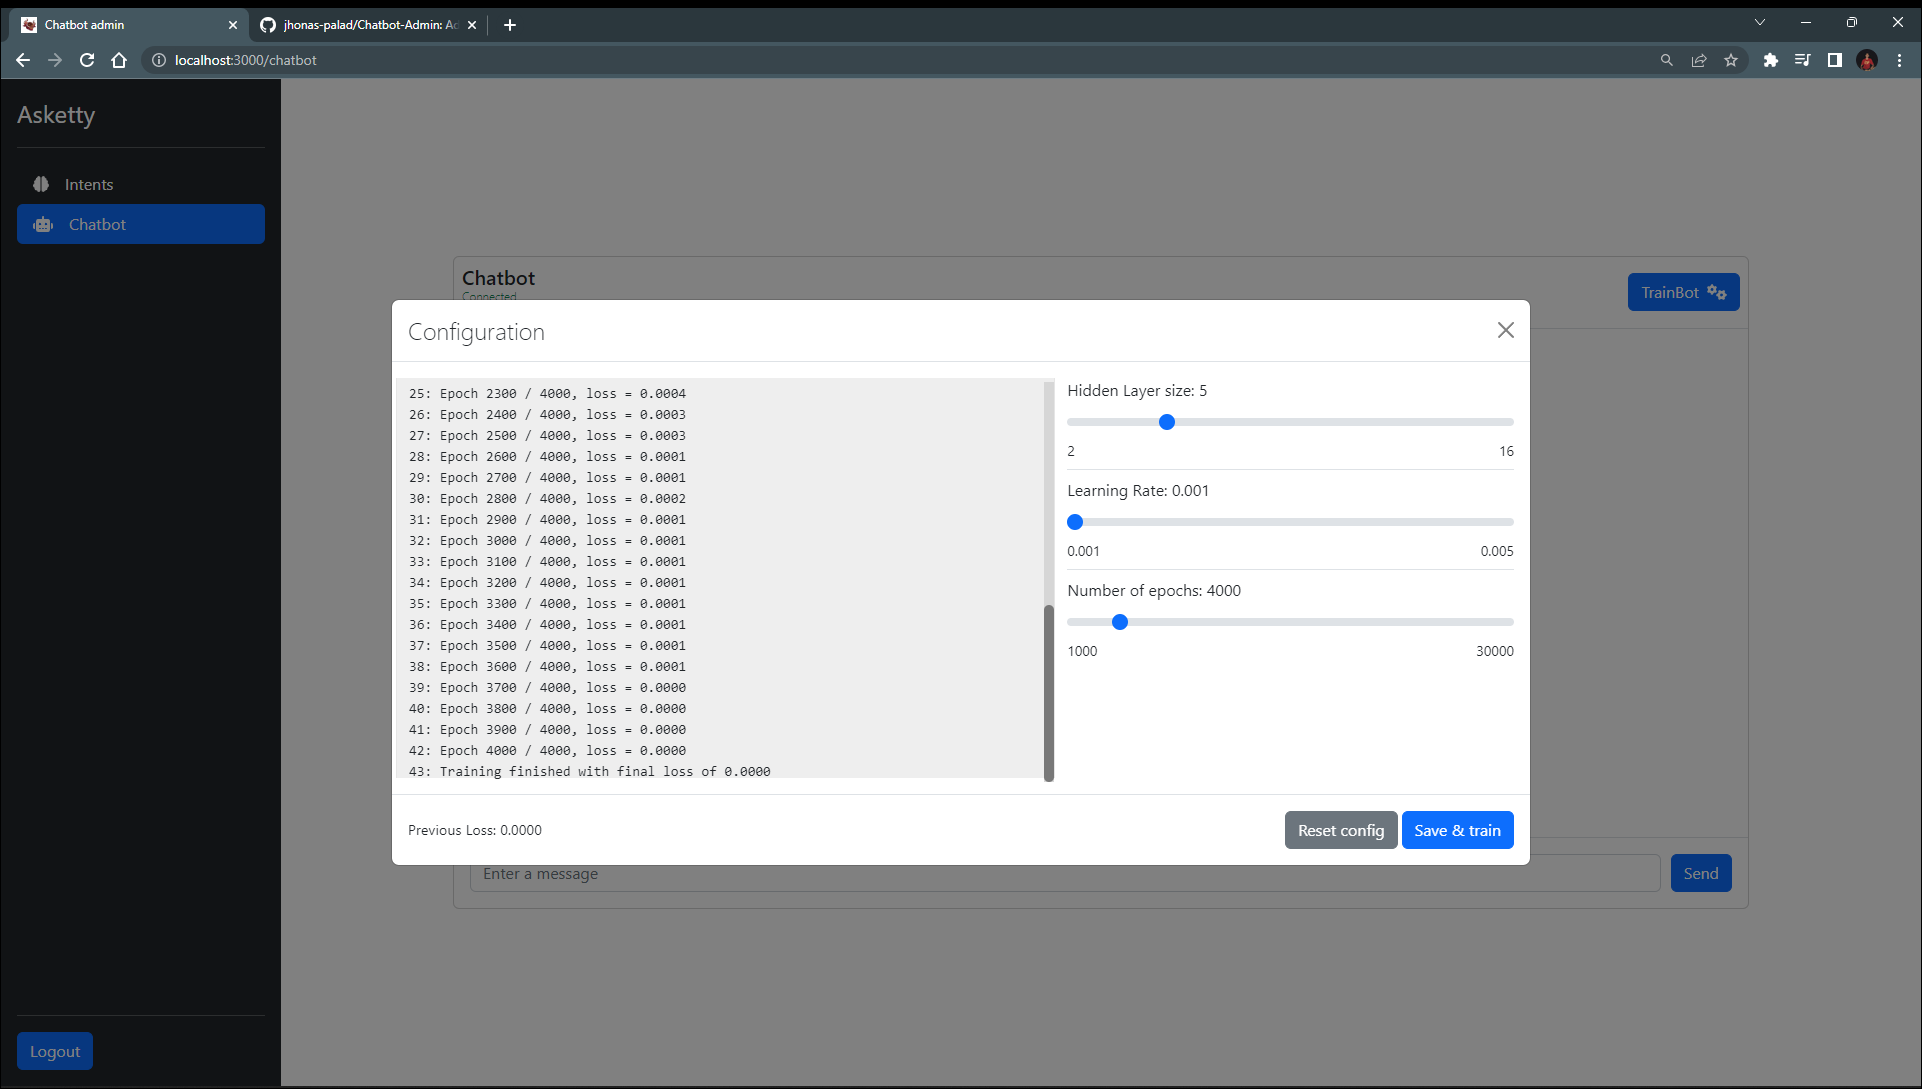 Chatbot admin
jhonas-palad/Chatbot-Admin: Ad
localhost:3000/chatbot
Asketty
Intents
Chatbot
Logout
Chatbot
Connected
TrainBot
Configuration
25: Epoch 2300 / 4000, loss = 0.0004
26: Epoch 2400 / 4000, loss = 0.0003
27: Epoch 2500 / 4000, loss = 0.0003
28: Epoch 2600 / 4000, loss = 0.0001
29: Epoch 2700 / 4000, loss = 0.0001
30: Epoch 2800 / 4000, loss = 0.0002
31: Epoch 2900 / 4000, loss = 0.0001
32: Epoch 3000 / 4000, loss = 0.0001
33: Epoch 3100 / 4000, loss = 0.0001
34: Epoch 3200 / 4000, loss = 0.0001
35: Epoch 3300 / 4000, loss = 0.0001
36: Epoch 3400 / 4000, loss = 0.0001
37: Epoch 3500 / 4000, loss = 0.0001
38: Epoch 3600 / 4000, loss = 0.0001
39: Epoch 3700 / 4000, loss = 0.0000
40: Epoch 3800 / 4000, loss = 0.0000
41: Epoch 3900 / 4000, loss = 0.0000
42: Epoch 4000 / 4000, loss = 0.0000
43: Training finished with final loss of 0.0000
Hidden Layer size: 5
2 16
Learning Rate: 0.001
0.001 0.005
Number of epochs: 4000
1000 30000
Previous Loss: 0.0000
Reset config
Save & train
Enter a message
Send